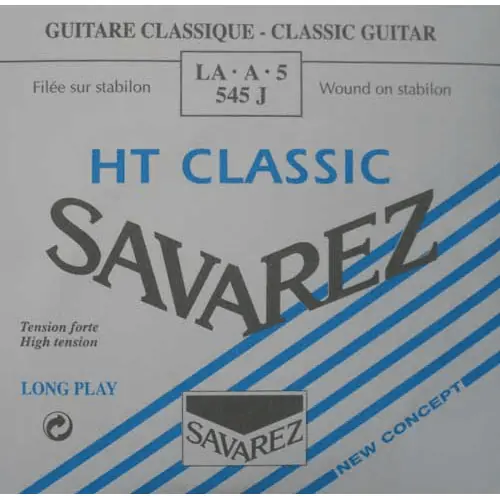 GUITARE CLASSIQUE - CLASSIC GUITAR
LA · A · 5
Filée sur stabilon
545 J
Wound on stabilon
HT CLASSIC
SAVAREZ
Tension forte
High tension
LONG PLAY
SAVAREZ
NEW CONCEPT